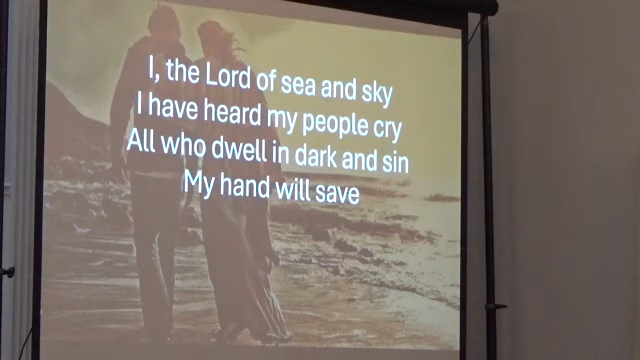 I, the Lord of sea and sky
I have heard my people cry
All who dwell in dark and sin
My hand will save